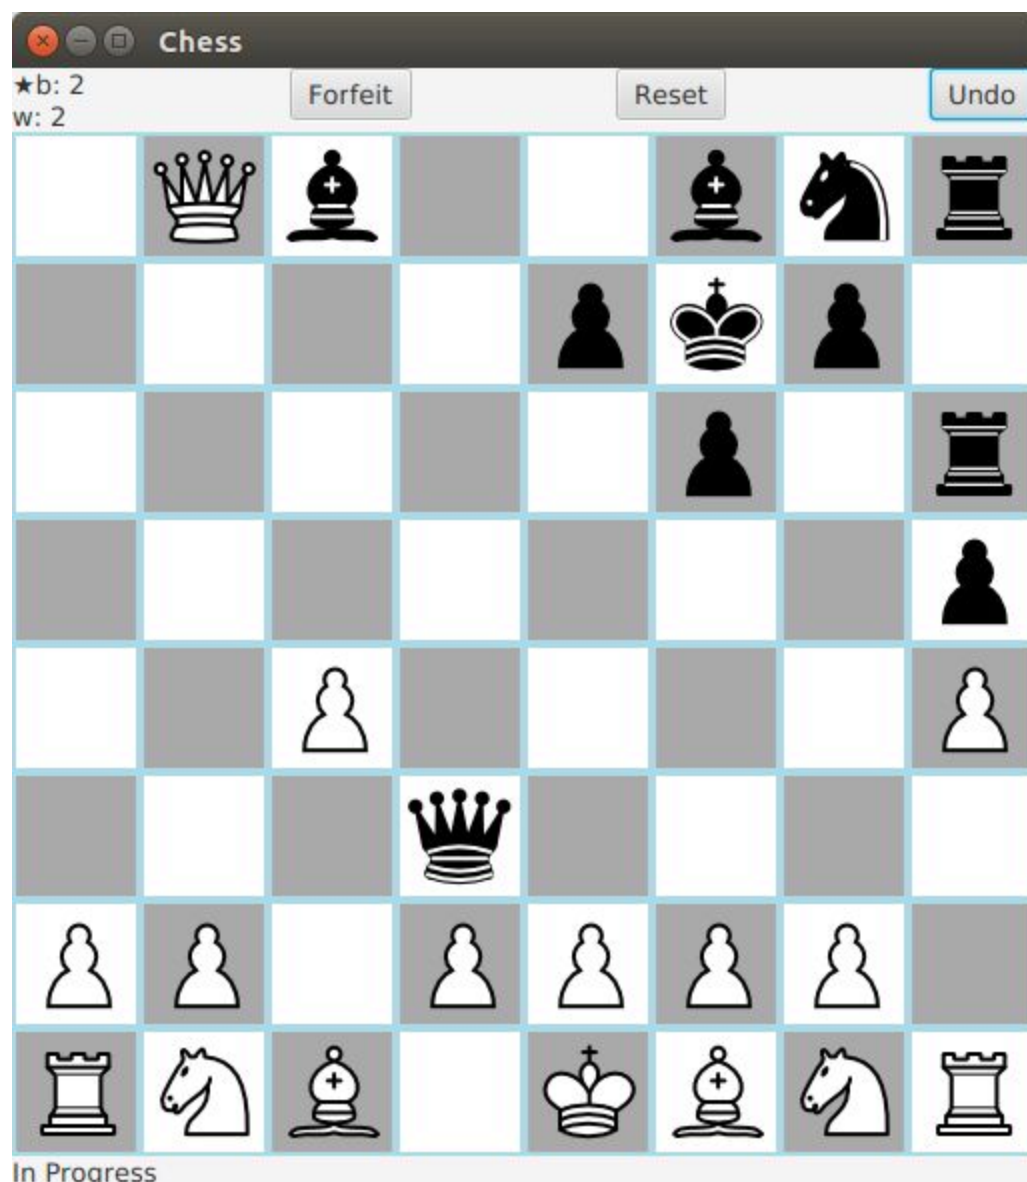 Chess
★b: 2
w: 2
Forfeit
Reset
Undo
In Progress